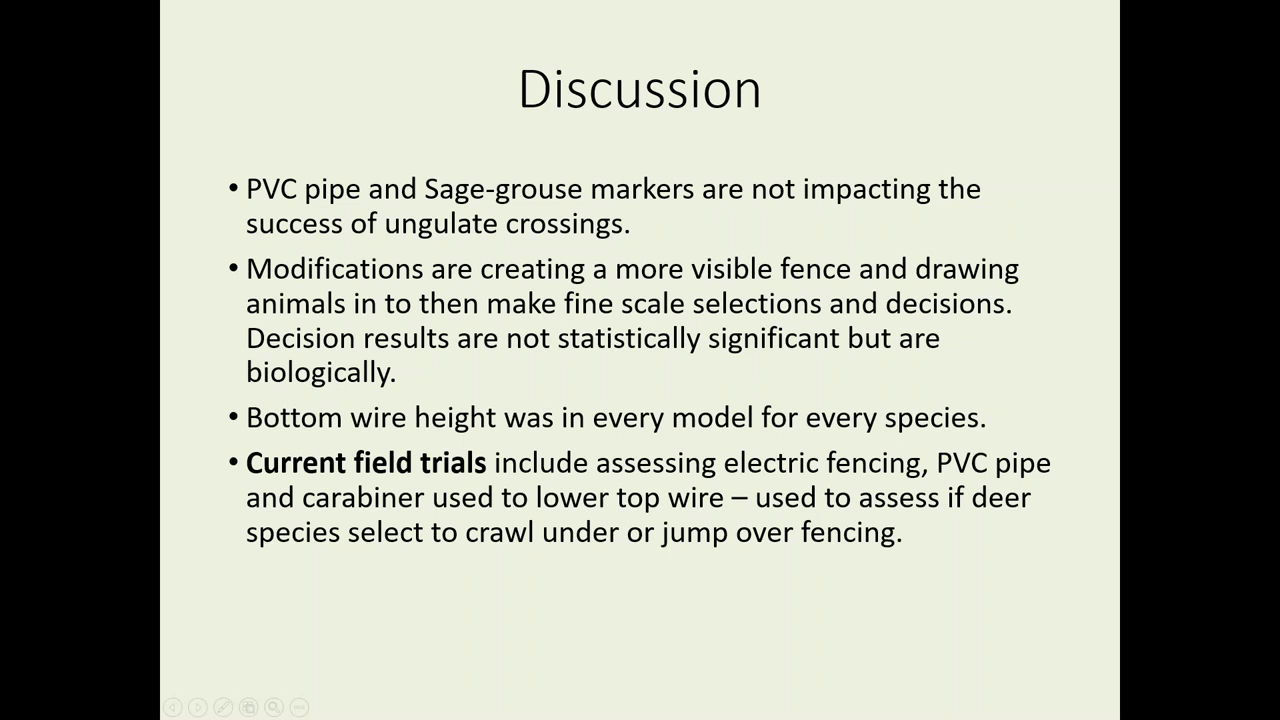 Discussion
• PVC pipe and Sage-grouse markers are not impacting the
success of ungulate crossings.
• Modifications are creating a more visible fence and drawing
animals in to then make fine scale selections and decisions.
Decision results are not statistically significant but are
biologically.
• Bottom wire height was in every model for every species.
• Current field trials include assessing electric fencing, PVC pipe
and carabiner used to lower top wire – used to assess if deer
species select to crawl under or jump over fencing.